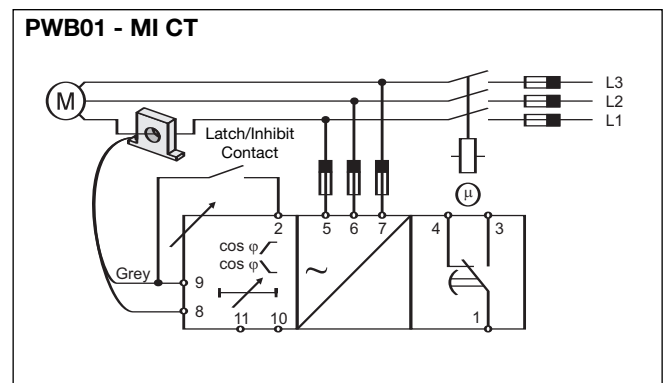 PWB01 - MI CT
L3
M
L2
L1
Latch/Inhibit
Contact
µ
2
5
6
7
4
3
cos φ
cos φ
~
Grey
9
8
11
10
1